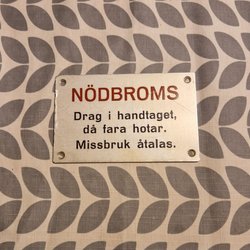 NÖDBROMS
Drag i handtaget,
då fara hotar.
Missbruk åtalas.